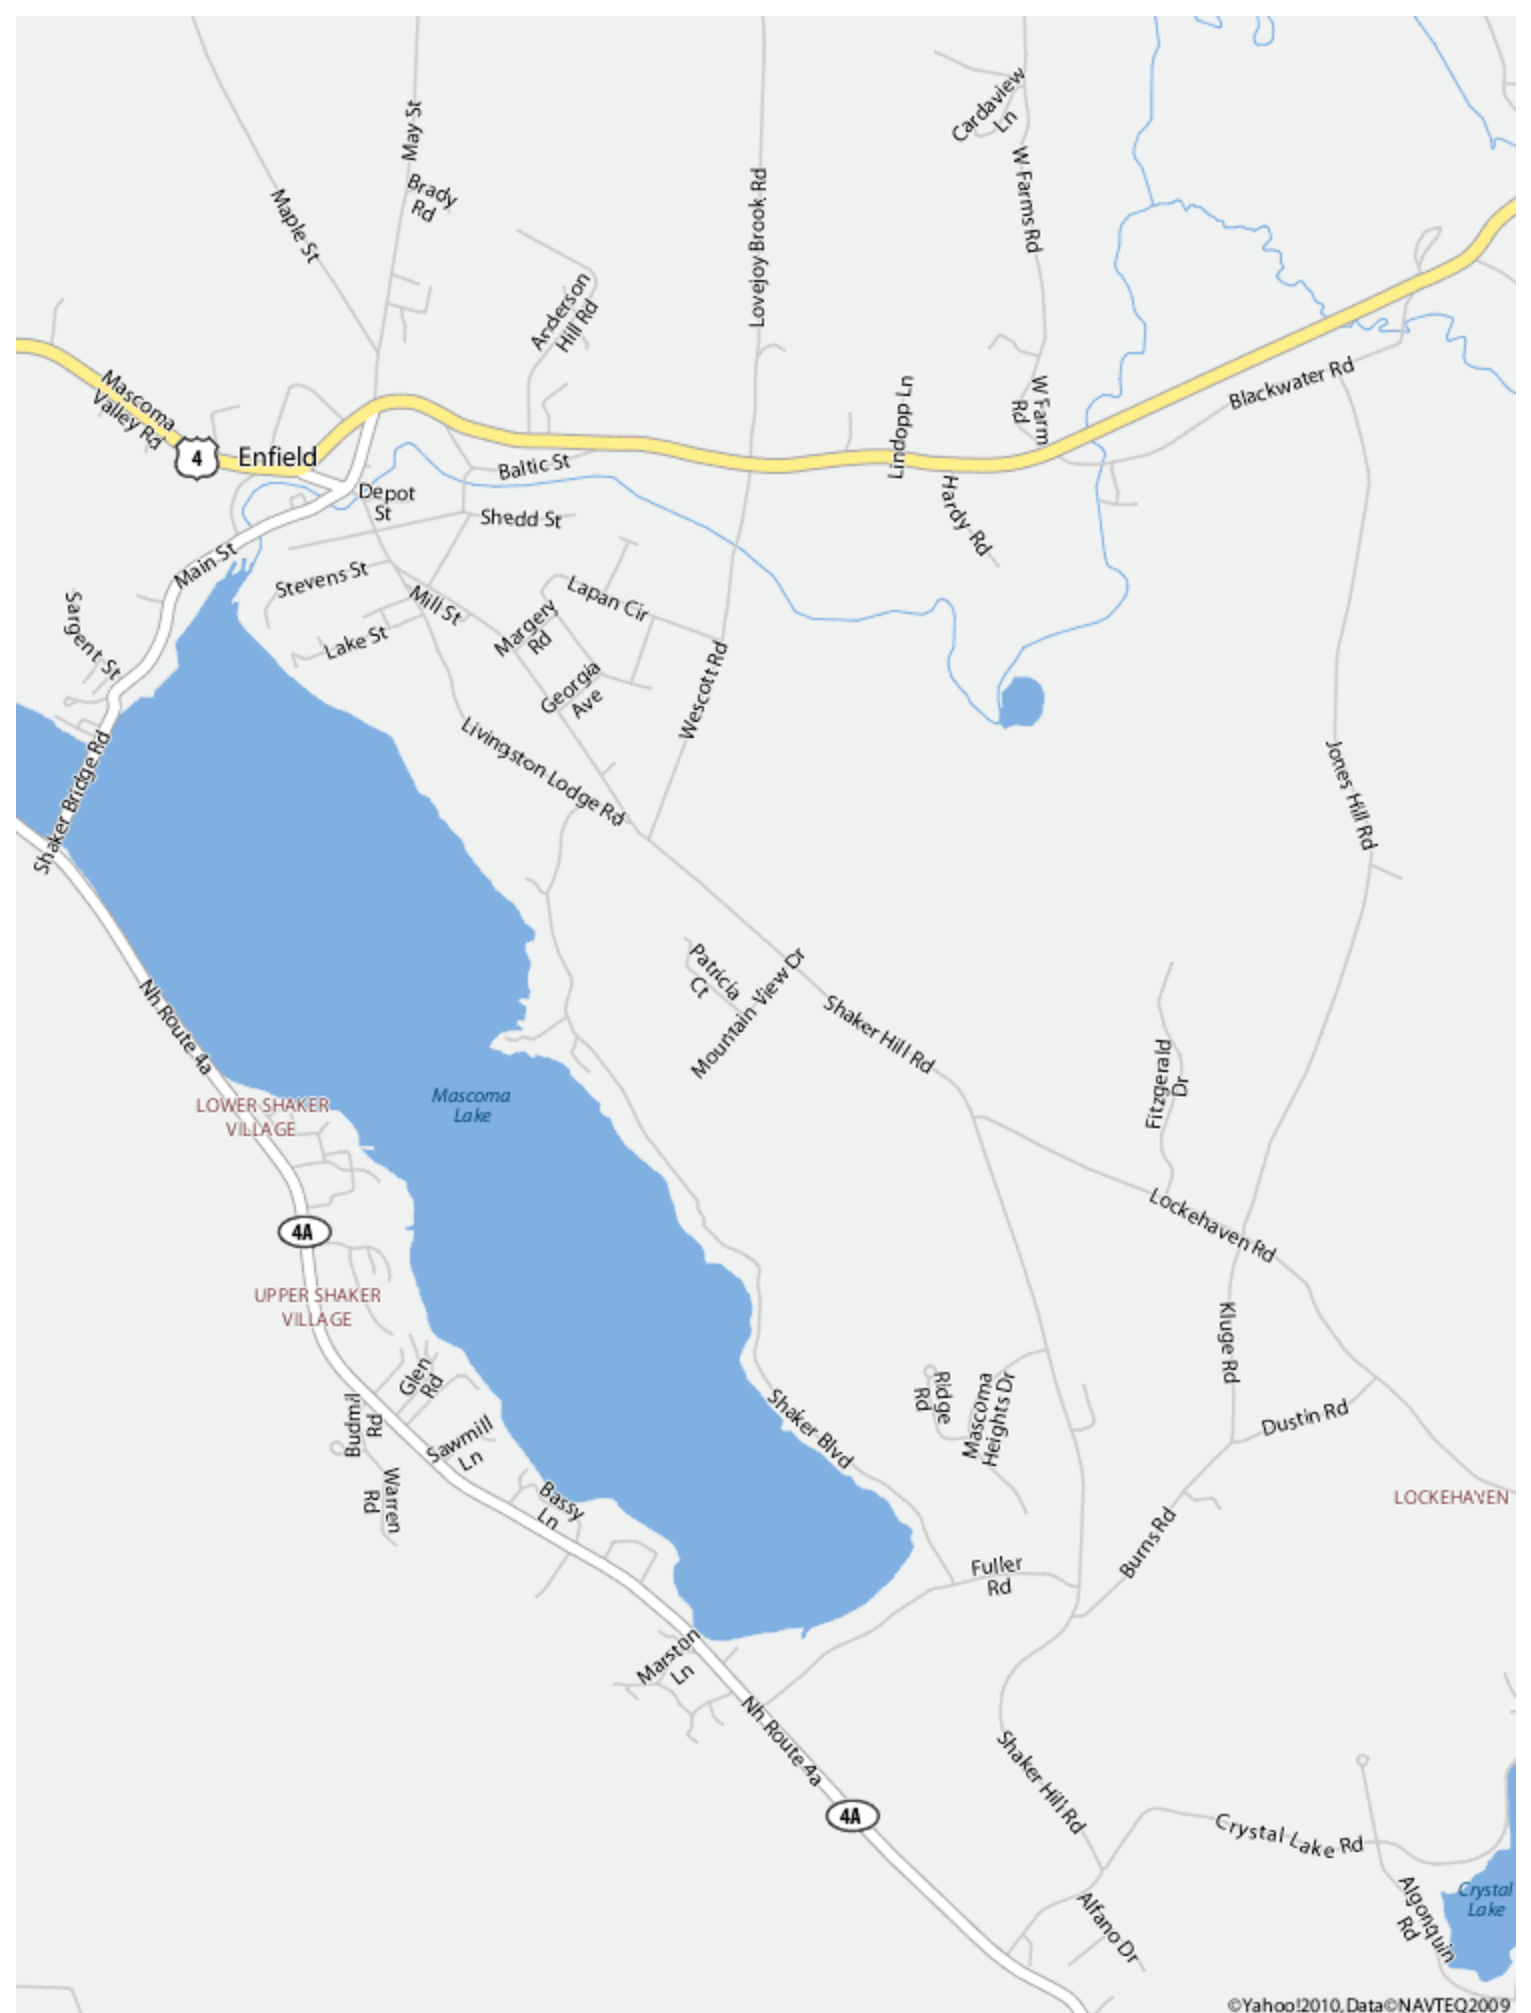 Cardaview
Ln
May St
Brady
Rd
Maple St
W Farms Rd
Lovejoy Brook Rd
Anderson
Hill Rd
Mascoma
Valley Rd
4
Enfield
Lindopp Ln
W Farm
Rd
Blackwater Rd
Baltic St
Depot
St
Shedd St
Hardy Rd
Main St
Stevens St
Mill St
Lapan Cir
Sargent St
Lake St
Margery
Rd
Georgia
Ave
Wescott Rd
Livingston Lodge Rd
Shaker Bridge Rd
Jones Hill Rd
Patricia
Ct
Mountain View Dr
Shaker Hill Rd
Nh Route 4a
Fitzgerald
Dr
Mascoma
Lake
LOWER SHAKER
VILLAGE
Lockehaven Rd
4A
UPPER SHAKER
VILLAGE
Kluge Rd
Glen
Rd
Ridge
Rd
Mascoma
Heights Dr
Shaker Blvd
Dustin Rd
Budmil
Rd
Sawmill
Ln
Warren
Rd
Bassy
Ln
LOCKEHAVEN
Burns Rd
Fuller
Rd
Marston
Ln
Nh Route 4a
Shaker Hill Rd
4A
Crystal Lake Rd
Alfano Dr
Algonquin
Rd
Crystal
Lake
©Yahoo!2010, Data©NAVTEQ2009